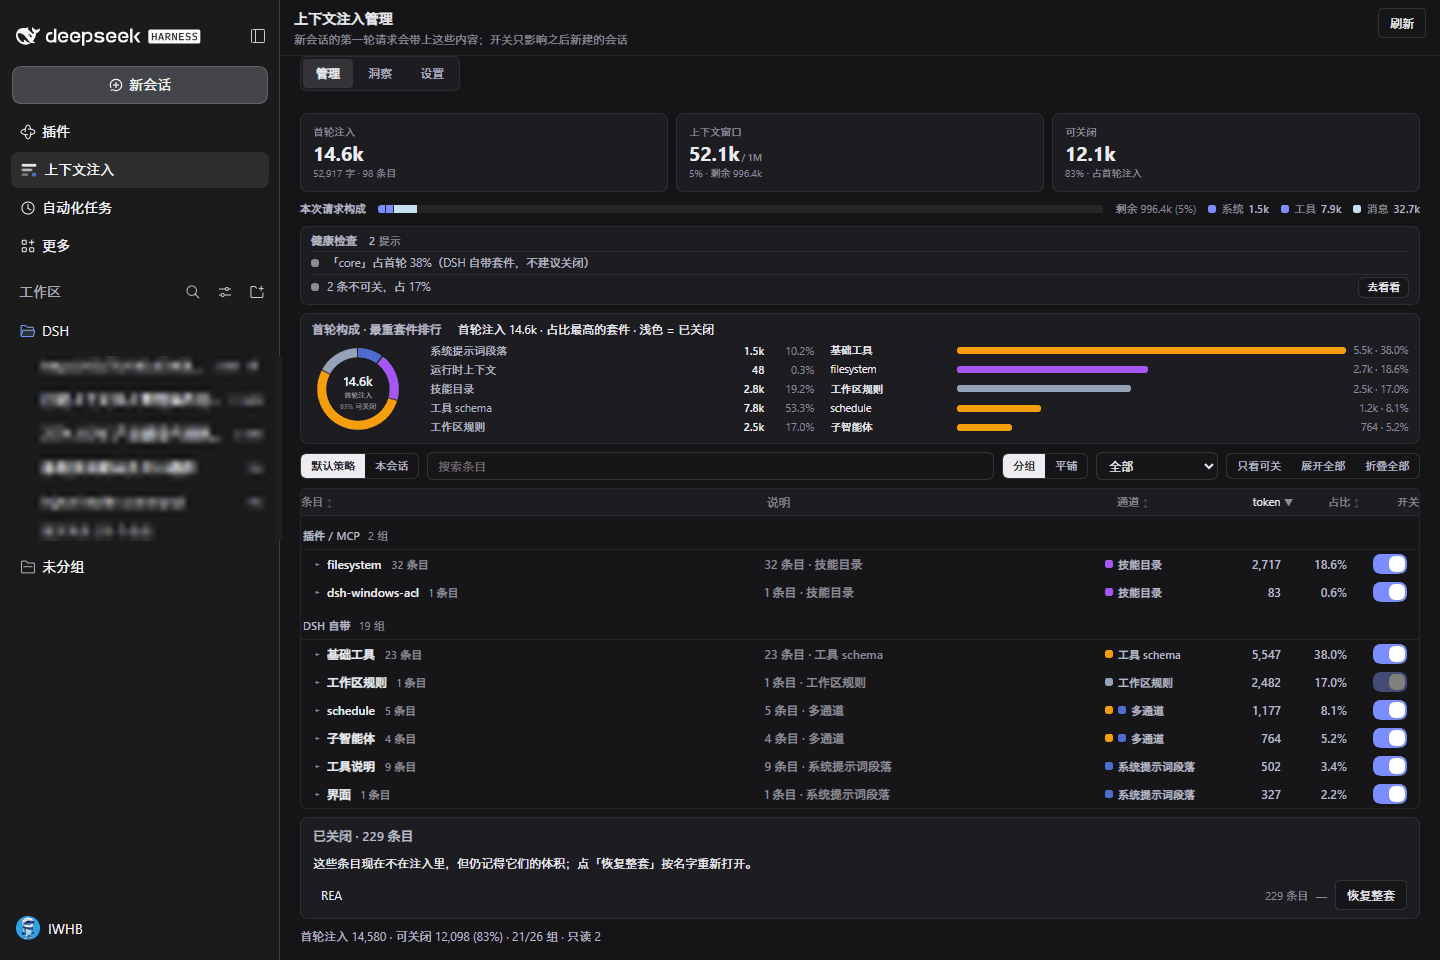 deepseek HARNESS
新会话
插件
上下文注入
自动化任务
更多
工作区
DSH
未分组
IWHB
上下文注入管理
新会话的第一轮请求会带上这些内容；开关只影响之后新建的会话
刷新
管理 洞察 设置
首轮注入
14.6k
52,917 字 · 98 条目
上下文窗口
52.1k / 1M
5% · 剩余 996.4k
可关闭
12.1k
83% · 占首轮注入
本次请求构成 剩余 996.4k (5%) 系统 1.5k 工具 7.9k 消息 32.7k
健康检查 2 提示
「core」占首轮 38%（DSH 自带套件，不建议关闭）
2 条不可关，占 17% 去看看
首轮构成 · 最重套件排行 首轮注入 14.6k · 占比最高的套件 · 浅色 = 已关闭
14.6k
首轮注入
83% 可关闭
系统提示词段落 1.5k 10.2%
运行时上下文 48 0.3%
技能目录 2.8k 19.2%
工具 schema 7.8k 53.3%
工作区规则 2.5k 17.0%
基础工具 5.5k · 38.0%
filesystem 2.7k · 18.6%
工作区规则 2.5k · 17.0%
schedule 1.2k · 8.1%
子智能体 764 · 5.2%
默认策略 本会话 搜索条目 分组 平铺 全部 只看可关 展开全部 折叠全部
条目 ↕ 说明 通道 ↕ token ▼ 占比 ↕ 开关
插件 / MCP 2 组
filesystem 32 条目 32 条目 · 技能目录 技能目录 2,717 18.6%
dsh-windows-acl 1 条目 1 条目 · 技能目录 技能目录 83 0.6%
DSH 自带 19 组
基础工具 23 条目 23 条目 · 工具 schema 工具 schema 5,547 38.0%
工作区规则 1 条目 1 条目 · 工作区规则 工作区规则 2,482 17.0%
schedule 5 条目 5 条目 · 多通道 多通道 1,177 8.1%
子智能体 4 条目 4 条目 · 多通道 多通道 764 5.2%
工具说明 9 条目 9 条目 · 系统提示词段落 系统提示词段落 502 3.4%
界面 1 条目 1 条目 · 系统提示词段落 系统提示词段落 327 2.2%
已关闭 · 229 条目
这些条目现在不在注入里，但仍记得它们的体积；点「恢复整套」按名字重新打开。
REA 229 条目 — 恢复整套
首轮注入 14,580 · 可关闭 12,098 (83%) · 21/26 组 · 只读 2